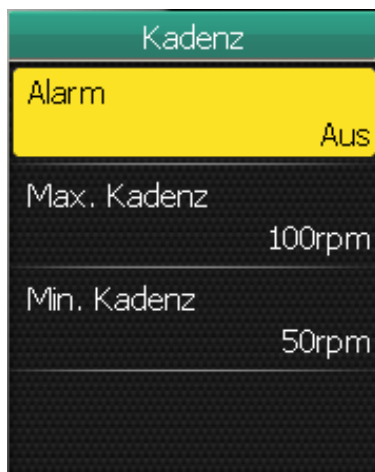 Kadenz
Alarm
Aus
Max. Kadenz
100rpm
Min. Kadenz
50rpm